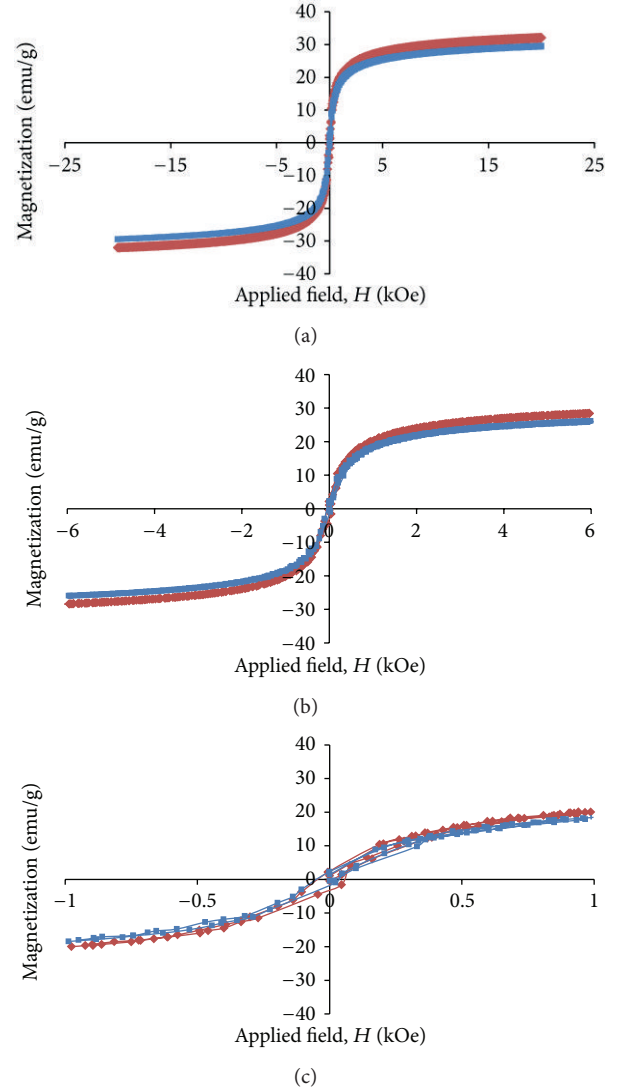 40
30
20
10
0
−25 −15 −5 5 15 25
−10
−20
−30
−40
Magnetization (emu/g)
Applied field, H (kOe)
(a)
40
30
20
10
0
−6 −4 −2 0 2 4 6
−10
−20
−30
−40
Magnetization (emu/g)
Applied field, H (kOe)
(b)
40
30
20
10
0
−1 −0.5 0 0.5 1
−10
−20
−30
−40
Magnetization (emu/g)
Applied field, H (kOe)
(c)